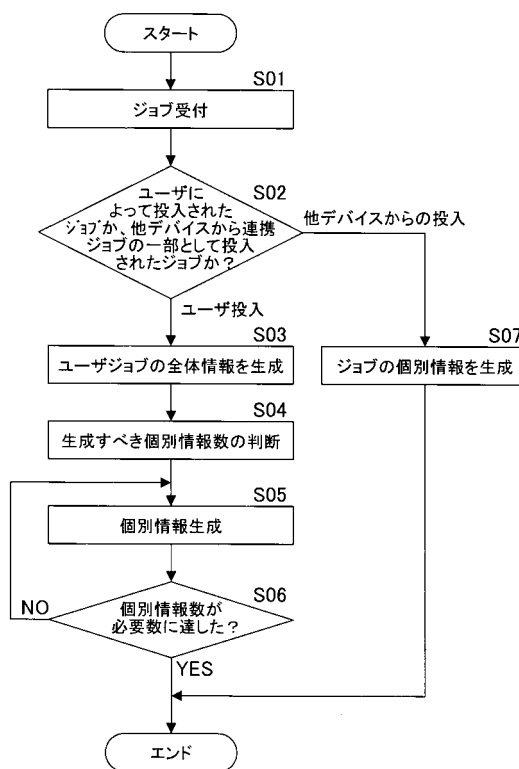 スタート
S01
ジョブ受付
S02
ユーザに
よって投入された
ジョブか、他デバイスから連携
ジョブの一部として投入
されたジョブか？
他デバイスからの投入
ユーザ投入
S03
ユーザジョブの全体情報を生成
S07
ジョブの個別情報を生成
S04
生成すべき個別情報数の判断
S05
個別情報生成
S06
個別情報数が
必要数に達した？
NO
YES
エンド